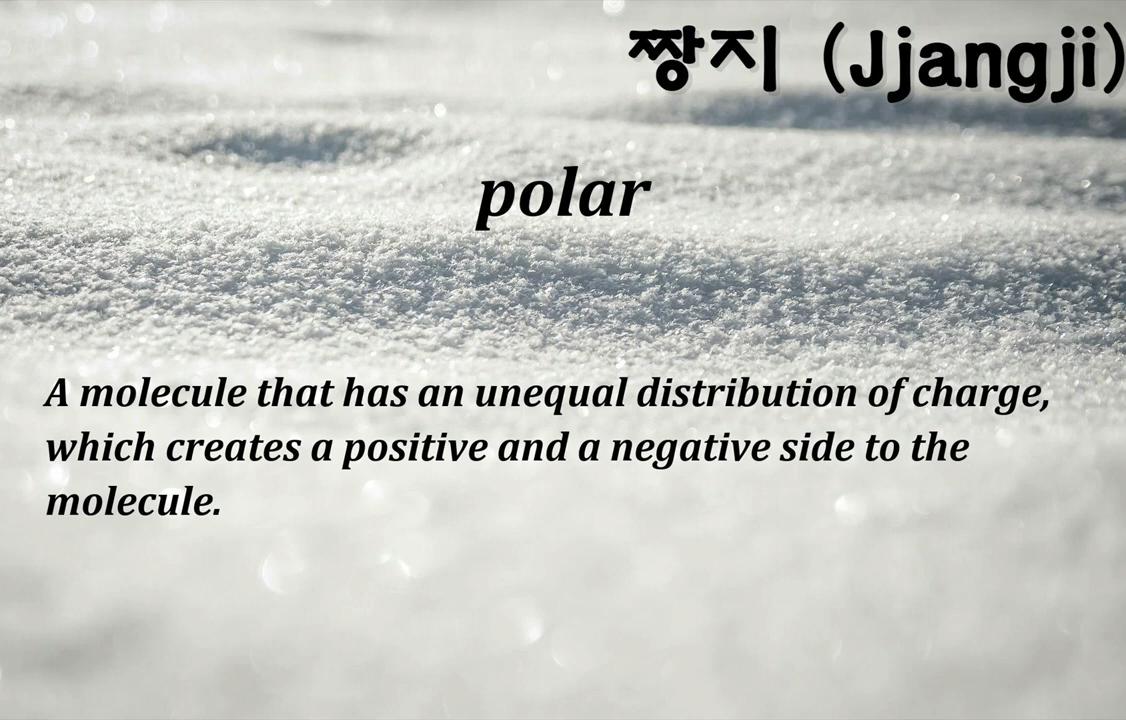 짱지 (Jjangji)
polar
A molecule that has an unequal distribution of charge,
which creates a positive and a negative side to the
molecule.